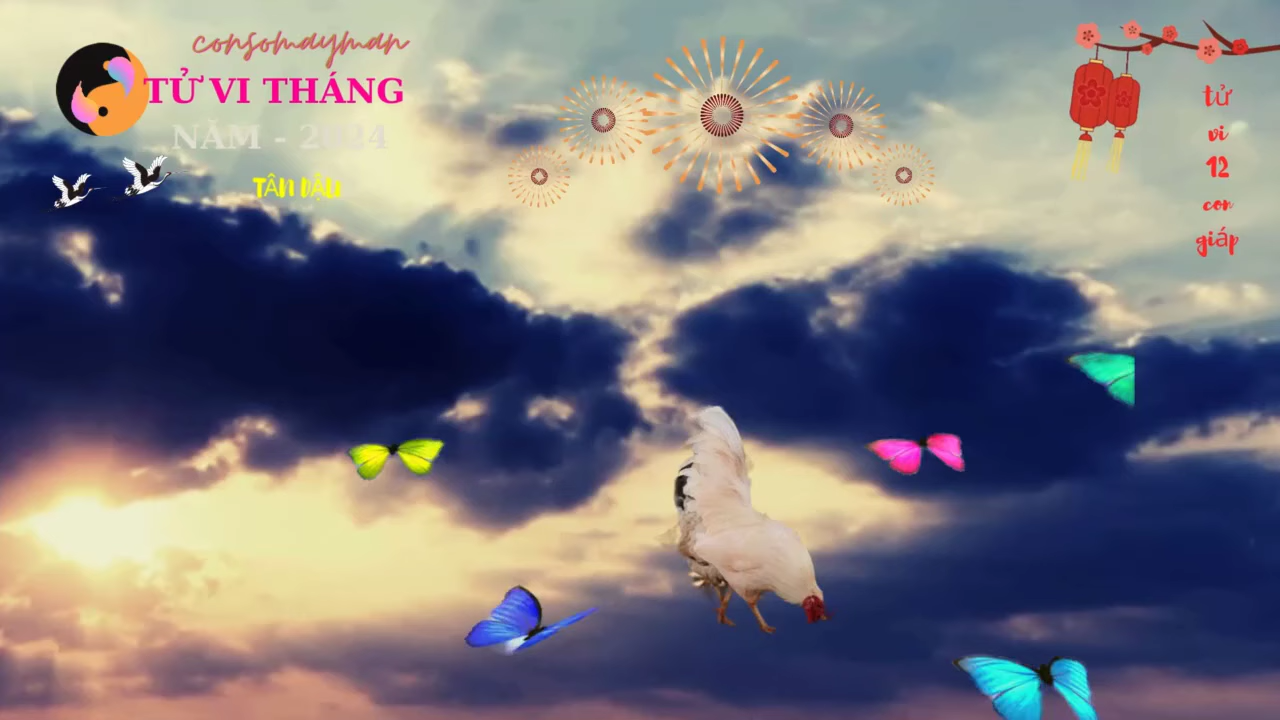 consomayman
TỬ VI THÁNG
NĂM - 2024
TÂN DẬU
tử
vi
12
con
giáp